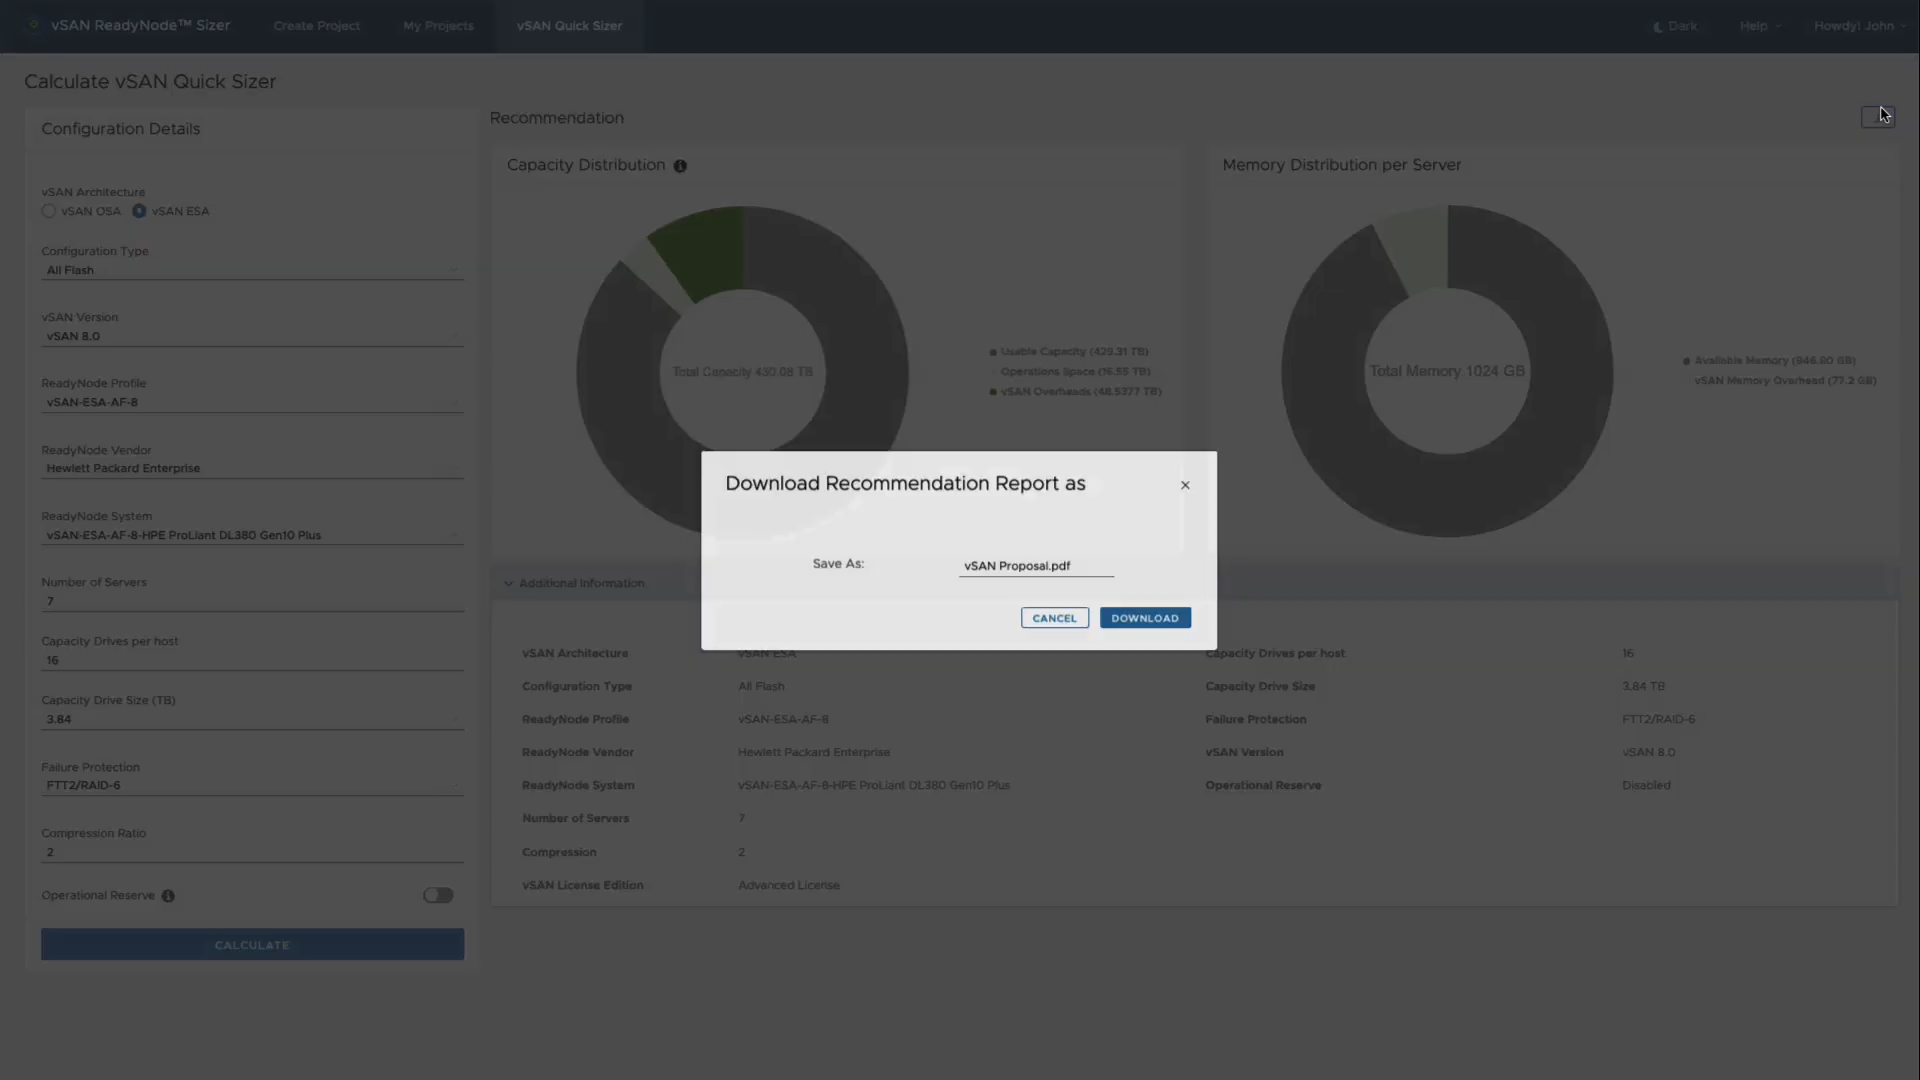 vSAN ReadyNode™ Sizer
Create Project
My Projects
vSAN Quick Sizer
Dark
Help
Howdy! John
Calculate vSAN Quick Sizer
Configuration Details
vSAN Architecture
vSAN OSA
vSAN ESA
Configuration Type
All Flash
vSAN Version
vSAN 8.0
ReadyNode Profile
vSAN-ESA-AF-8
ReadyNode Vendor
Hewlett Packard Enterprise
ReadyNode System
vSAN-ESA-AF-8-HPE ProLiant DL380 Gen10 Plus
Number of Servers
7
Capacity Drives per host
16
Capacity Drive Size (TB)
3.84
Failure Protection
FTT2/RAID-6
Compression Ratio
2
Operational Reserve
CALCULATE
Recommendation
Capacity Distribution
Total Capacity 430.08 TB
Usable Capacity (429.31 TB)
Operations Space (16.55 TB)
vSAN Overheads (48.5377 TB)
Memory Distribution per Server
Total Memory 1024 GB
Available Memory (946.80 GB)
vSAN Memory Overhead (77.2 GB)
Download Recommendation Report as
Save As:
vSAN Proposal.pdf
CANCEL
DOWNLOAD
Additional Information
vSAN Architecture
vSAN ESA
Configuration Type
All Flash
ReadyNode Profile
vSAN-ESA-AF-8
ReadyNode Vendor
Hewlett Packard Enterprise
ReadyNode System
vSAN-ESA-AF-8-HPE ProLiant DL380 Gen10 Plus
Number of Servers
7
Compression
2
vSAN License Edition
Advanced License
Capacity Drives per host
16
Capacity Drive Size
3.84 TB
Failure Protection
FTT2/RAID-6
vSAN Version
vSAN 8.0
Operational Reserve
Disabled